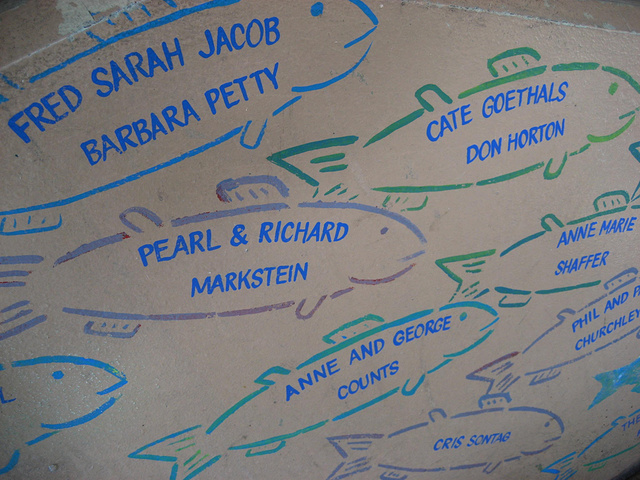 FRED SARAH JACOB
BARBARA PETTY
CATE GOETHALS
DON HORTON
PEARL & RICHARD
MARKSTEIN
ANNE MARIE
SHAFFER
PHIL AND
CHURCHLEY
ANNE AND GEORGE
COUNTS
CRIS SONTAG
L
THE